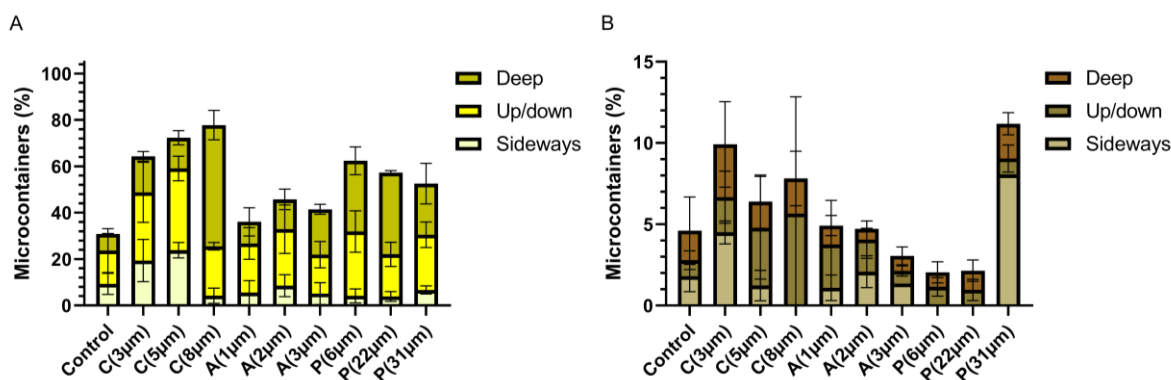 A
Microcontainers (%)
100
80
60
40
20
0
Control
C(3µm)
C(5µm)
C(8µm)
A(1µm)
A(2µm)
A(3µm)
P(6µm)
P(22µm)
P(31µm)
Deep
Up/down
Sideways
B
Microcontainers (%)
15
10
5
0
Control
C(3µm)
C(5µm)
C(8µm)
A(1µm)
A(2µm)
A(3µm)
P(6µm)
P(22µm)
P(31µm)
Deep
Up/down
Sideways